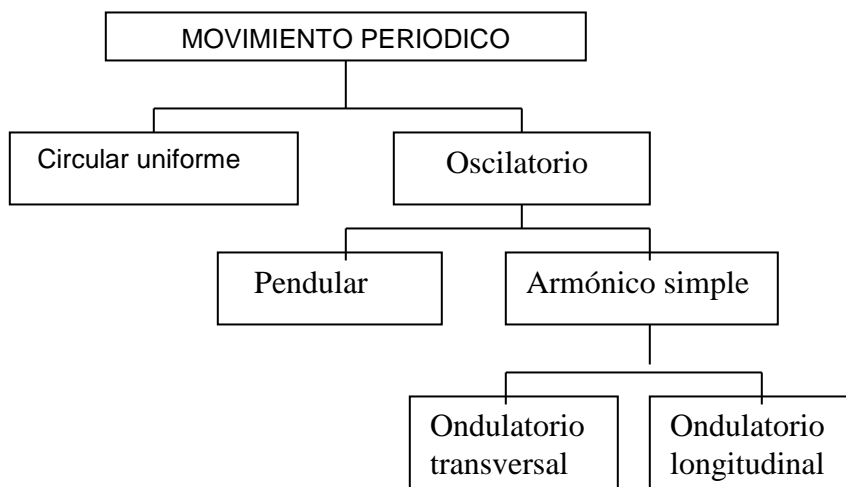 MOVIMIENTO PERIODICO
Circular uniforme
Oscilatorio
Pendular
Armónico simple
Ondulatorio
transversal
Ondulatorio
longitudinal